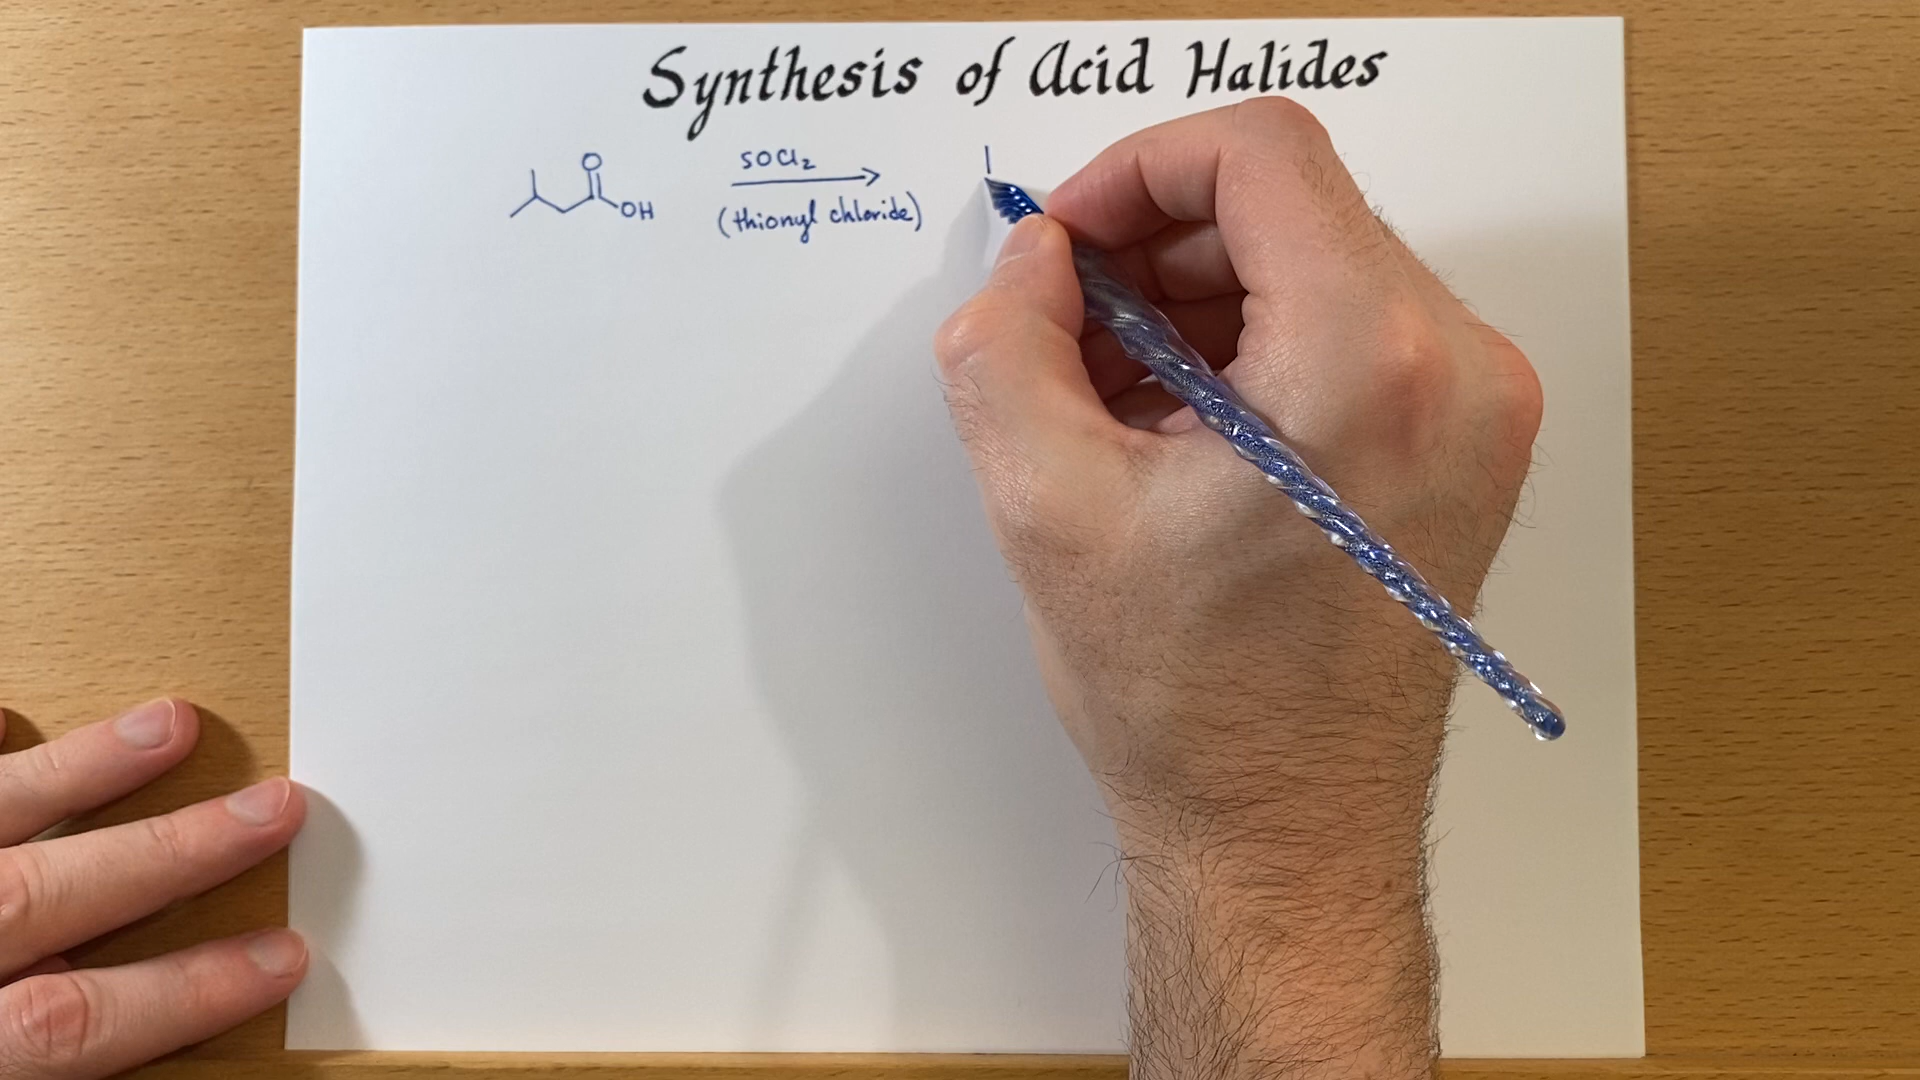 Synthesis of Acid Halides
O
OH
SOCl₂
(thionyl chloride)